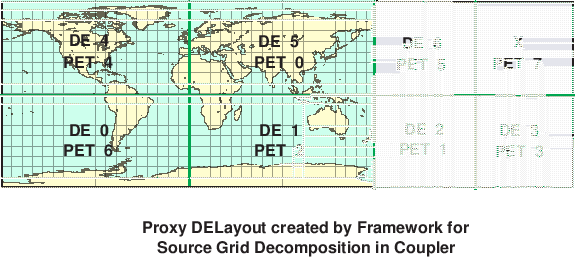 DE 4
PET 4
DE 5
PET 0
DE 6
PET 5
X
PET 7
DE 0
PET 6
DE 1
PET 2
DE 2
PET 1
DE 3
PET 3
Proxy DELayout created by Framework for
Source Grid Decomposition in Coupler